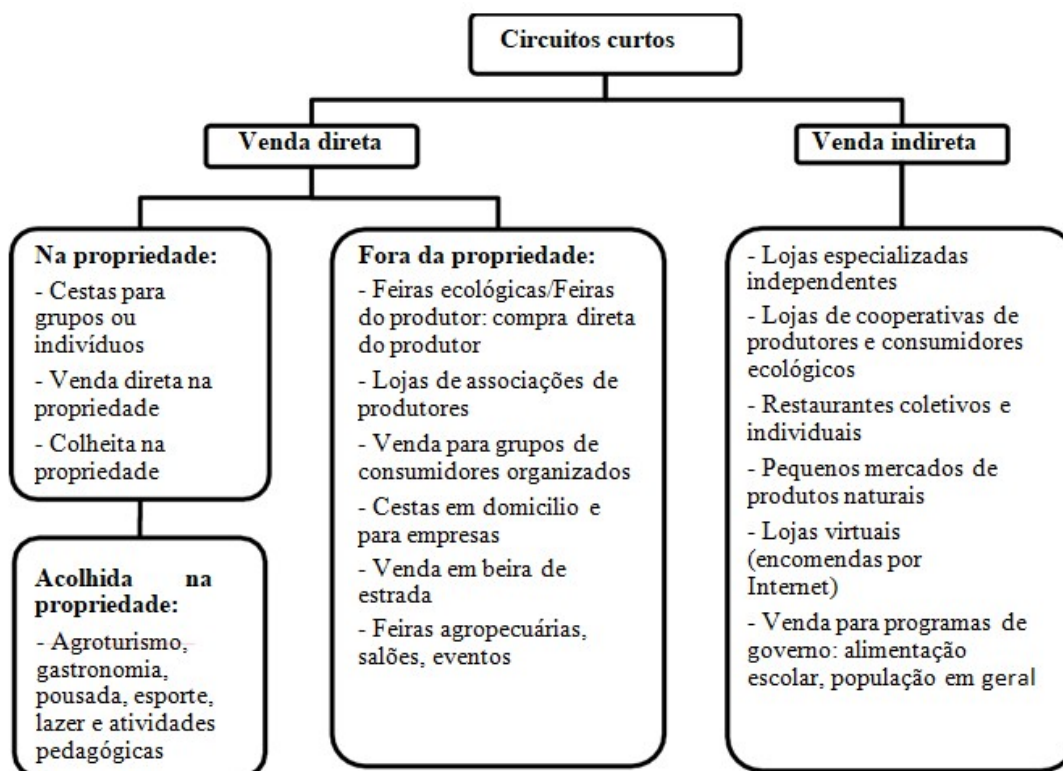 Circuitos curtos
Venda direta
Venda indireta
Na propriedade:
- Cestas para
grupos ou
indivíduos
- Venda direta na
propriedade
- Colheita na
propriedade
Acolhida na
propriedade:
- Agroturismo,
gastronomia,
pousada, esporte,
lazer e atividades
pedagógicas
Fora da propriedade:
- Feiras ecológicas/Feiras
do produtor: compra direta
do produtor
- Lojas de associações de
produtores
- Venda para grupos de
consumidores organizados
- Cestas em domicilio e
para empresas
- Venda em beira de
estrada
- Feiras agropecuárias,
salões, eventos
- Lojas especializadas
independentes
- Lojas de cooperativas de
produtores e consumidores
ecológicos
- Restaurantes coletivos e
individuais
- Pequenos mercados de
produtos naturais
- Lojas virtuais
(encomendas por
Internet)
- Venda para programas de
governo: alimentação
escolar, população em geral